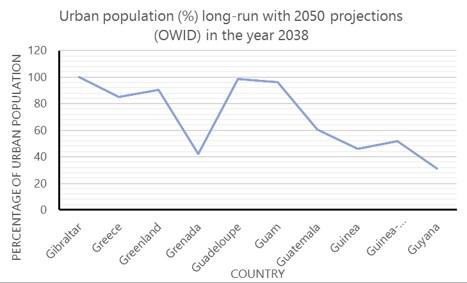 Urban population (%) long-run with 2050 projections
(OWID) in the year 2038
PERCENTAGE OF URBAN POPULATION
120
100
80
60
40
20
0
Gibraltar
Greece
Greenland
Grenada
Guadeloupe
Guam
Guatemala
Guinea
Guinea-...
Guyana
COUNTRY